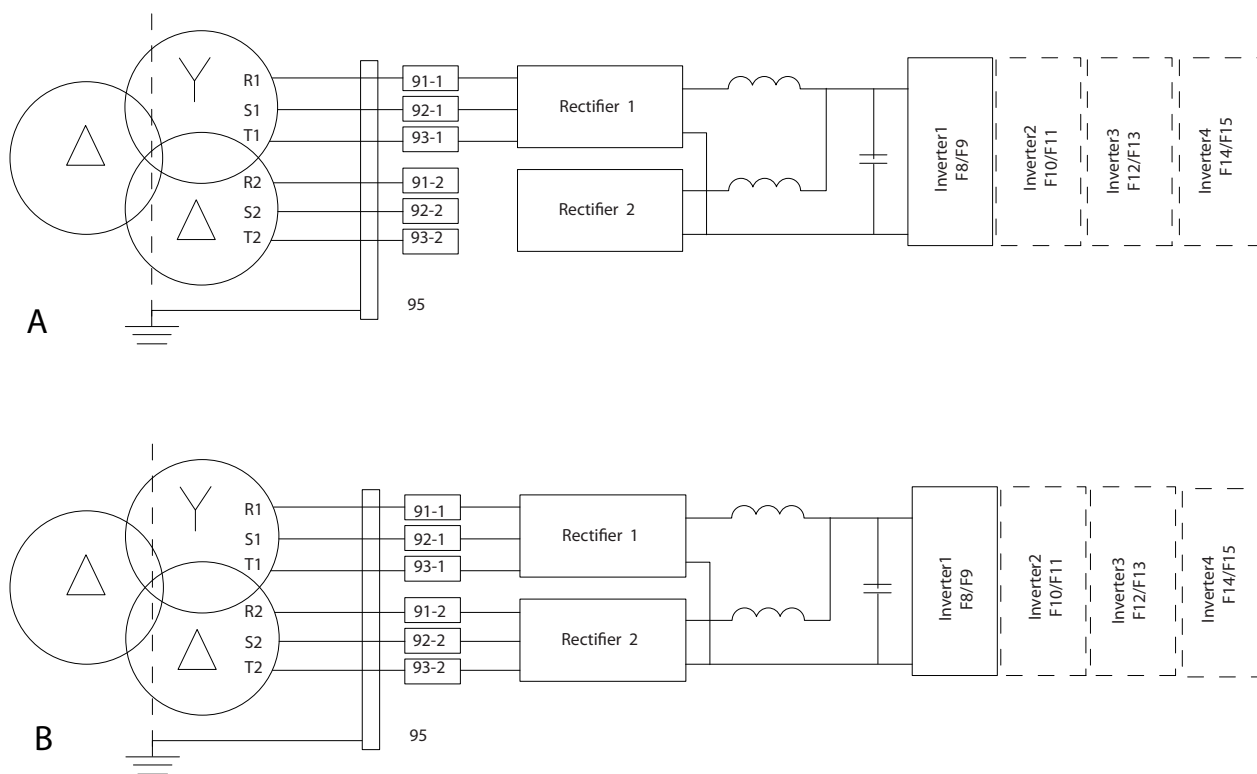 R1
91-1
Rectifier 1
S1
92-1
T1
93-1
R2
91-2
Rectifier 2
S2
92-2
T2
93-2
Inverter1
F8/F9
Inverter2
F10/F11
Inverter3
F12/F13
Inverter4
F14/F15
95
A
R1
91-1
Rectifier 1
S1
92-1
T1
93-1
R2
91-2
Rectifier 2
S2
92-2
T2
93-2
Inverter1
F8/F9
Inverter2
F10/F11
Inverter3
F12/F13
Inverter4
F14/F15
95
B